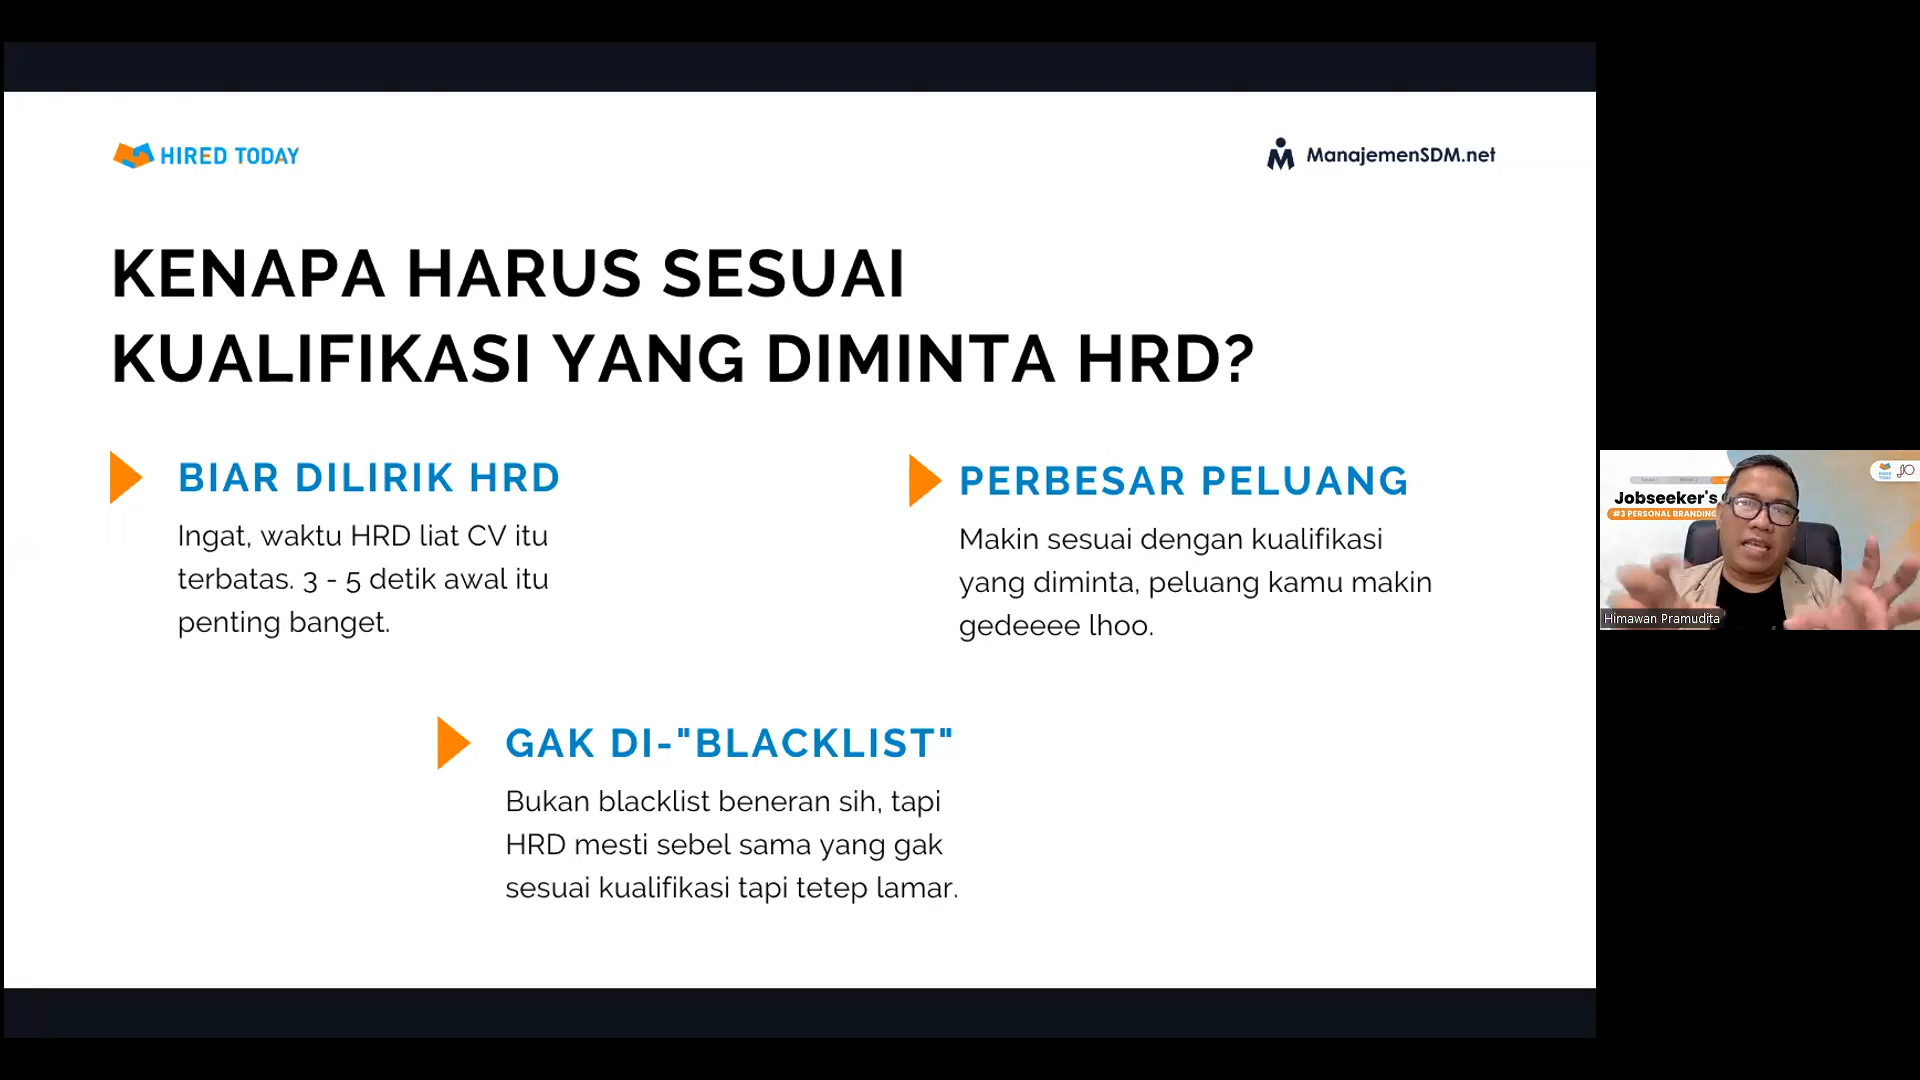 HIRED TODAY
ManajemenSDM.net
KENAPA HARUS SESUAI
KUALIFIKASI YANG DIMINTA HRD?
BIAR DILIRIK HRD
Ingat, waktu HRD liat CV itu
terbatas. 3 - 5 detik awal itu
penting banget.
PERBESAR PELUANG
Makin sesuai dengan kualifikasi
yang diminta, peluang kamu makin
gedeeee lhoo.
GAK DI-"BLACKLIST"
Bukan blacklist beneran sih, tapi
HRD mesti sebel sama yang gak
sesuai kualifikasi tapi tetep lamar.
Jobseeker's
#3 PERSONAL BRANDING
Himawan Pramudita